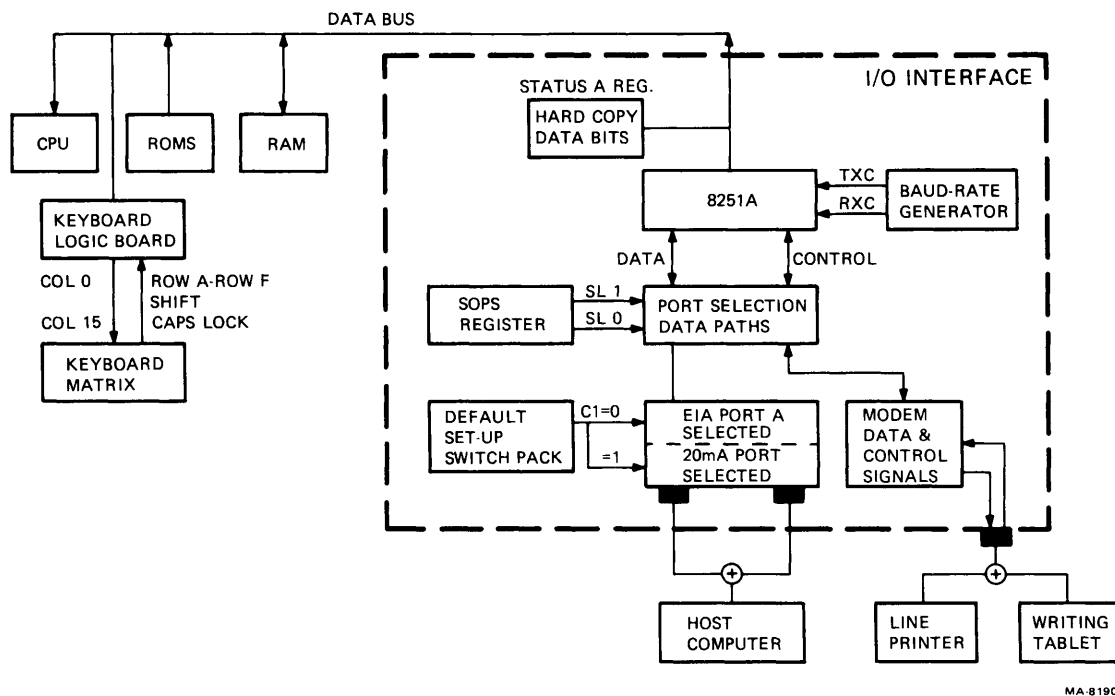 DATA BUS
I/O INTERFACE
STATUS A REG.
HARD COPY
DATA BITS
CPU
ROMS
RAM
8251A
TXC
RXC
BAUD-RATE
GENERATOR
KEYBOARD
LOGIC BOARD
DATA
CONTROL
COL 0
COL 15
ROW A-ROW F
SHIFT
CAPS LOCK
SOPS
REGISTER
SL 1
SL 0
PORT SELECTION
DATA PATHS
KEYBOARD
MATRIX
DEFAULT
SET-UP
SWITCH PACK
C1=0
=1
EIA PORT A
SELECTED
20mA PORT
SELECTED
MODEM
DATA &
CONTROL
SIGNALS
HOST
COMPUTER
LINE
PRINTER
WRITING
TABLET
MA-8190